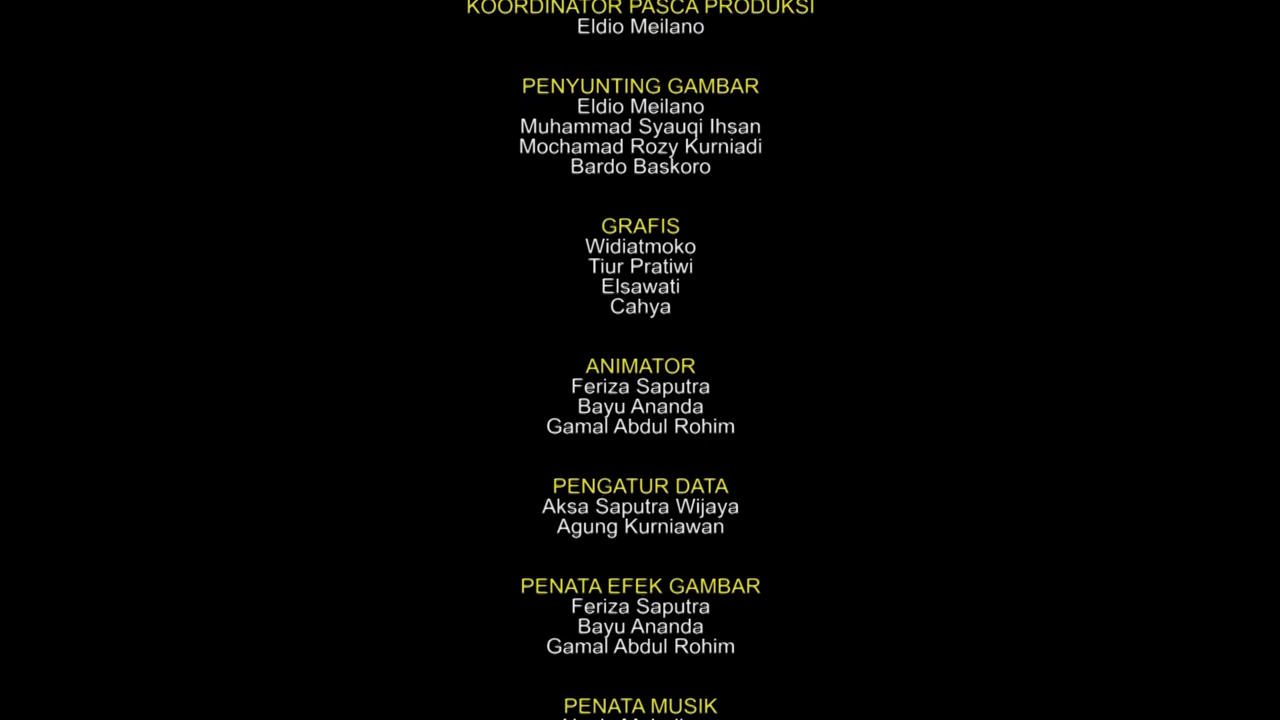 KOORDINATOR PASCA PRODUKSI
Eldio Meilano
PENYUNTING GAMBAR
Eldio Meilano
Muhammad Syauqi Ihsan
Mochamad Rozy Kurniadi
Bardo Baskoro
GRAFIS
Widiatmoko
Tiur Pratiwi
Elsawati
Cahya
ANIMATOR
Feriza Saputra
Bayu Ananda
Gamal Abdul Rohim
PENGATUR DATA
Aksa Saputra Wijaya
Agung Kurniawan
PENATA EFEK GAMBAR
Feriza Saputra
Bayu Ananda
Gamal Abdul Rohim
PENATA MUSIK